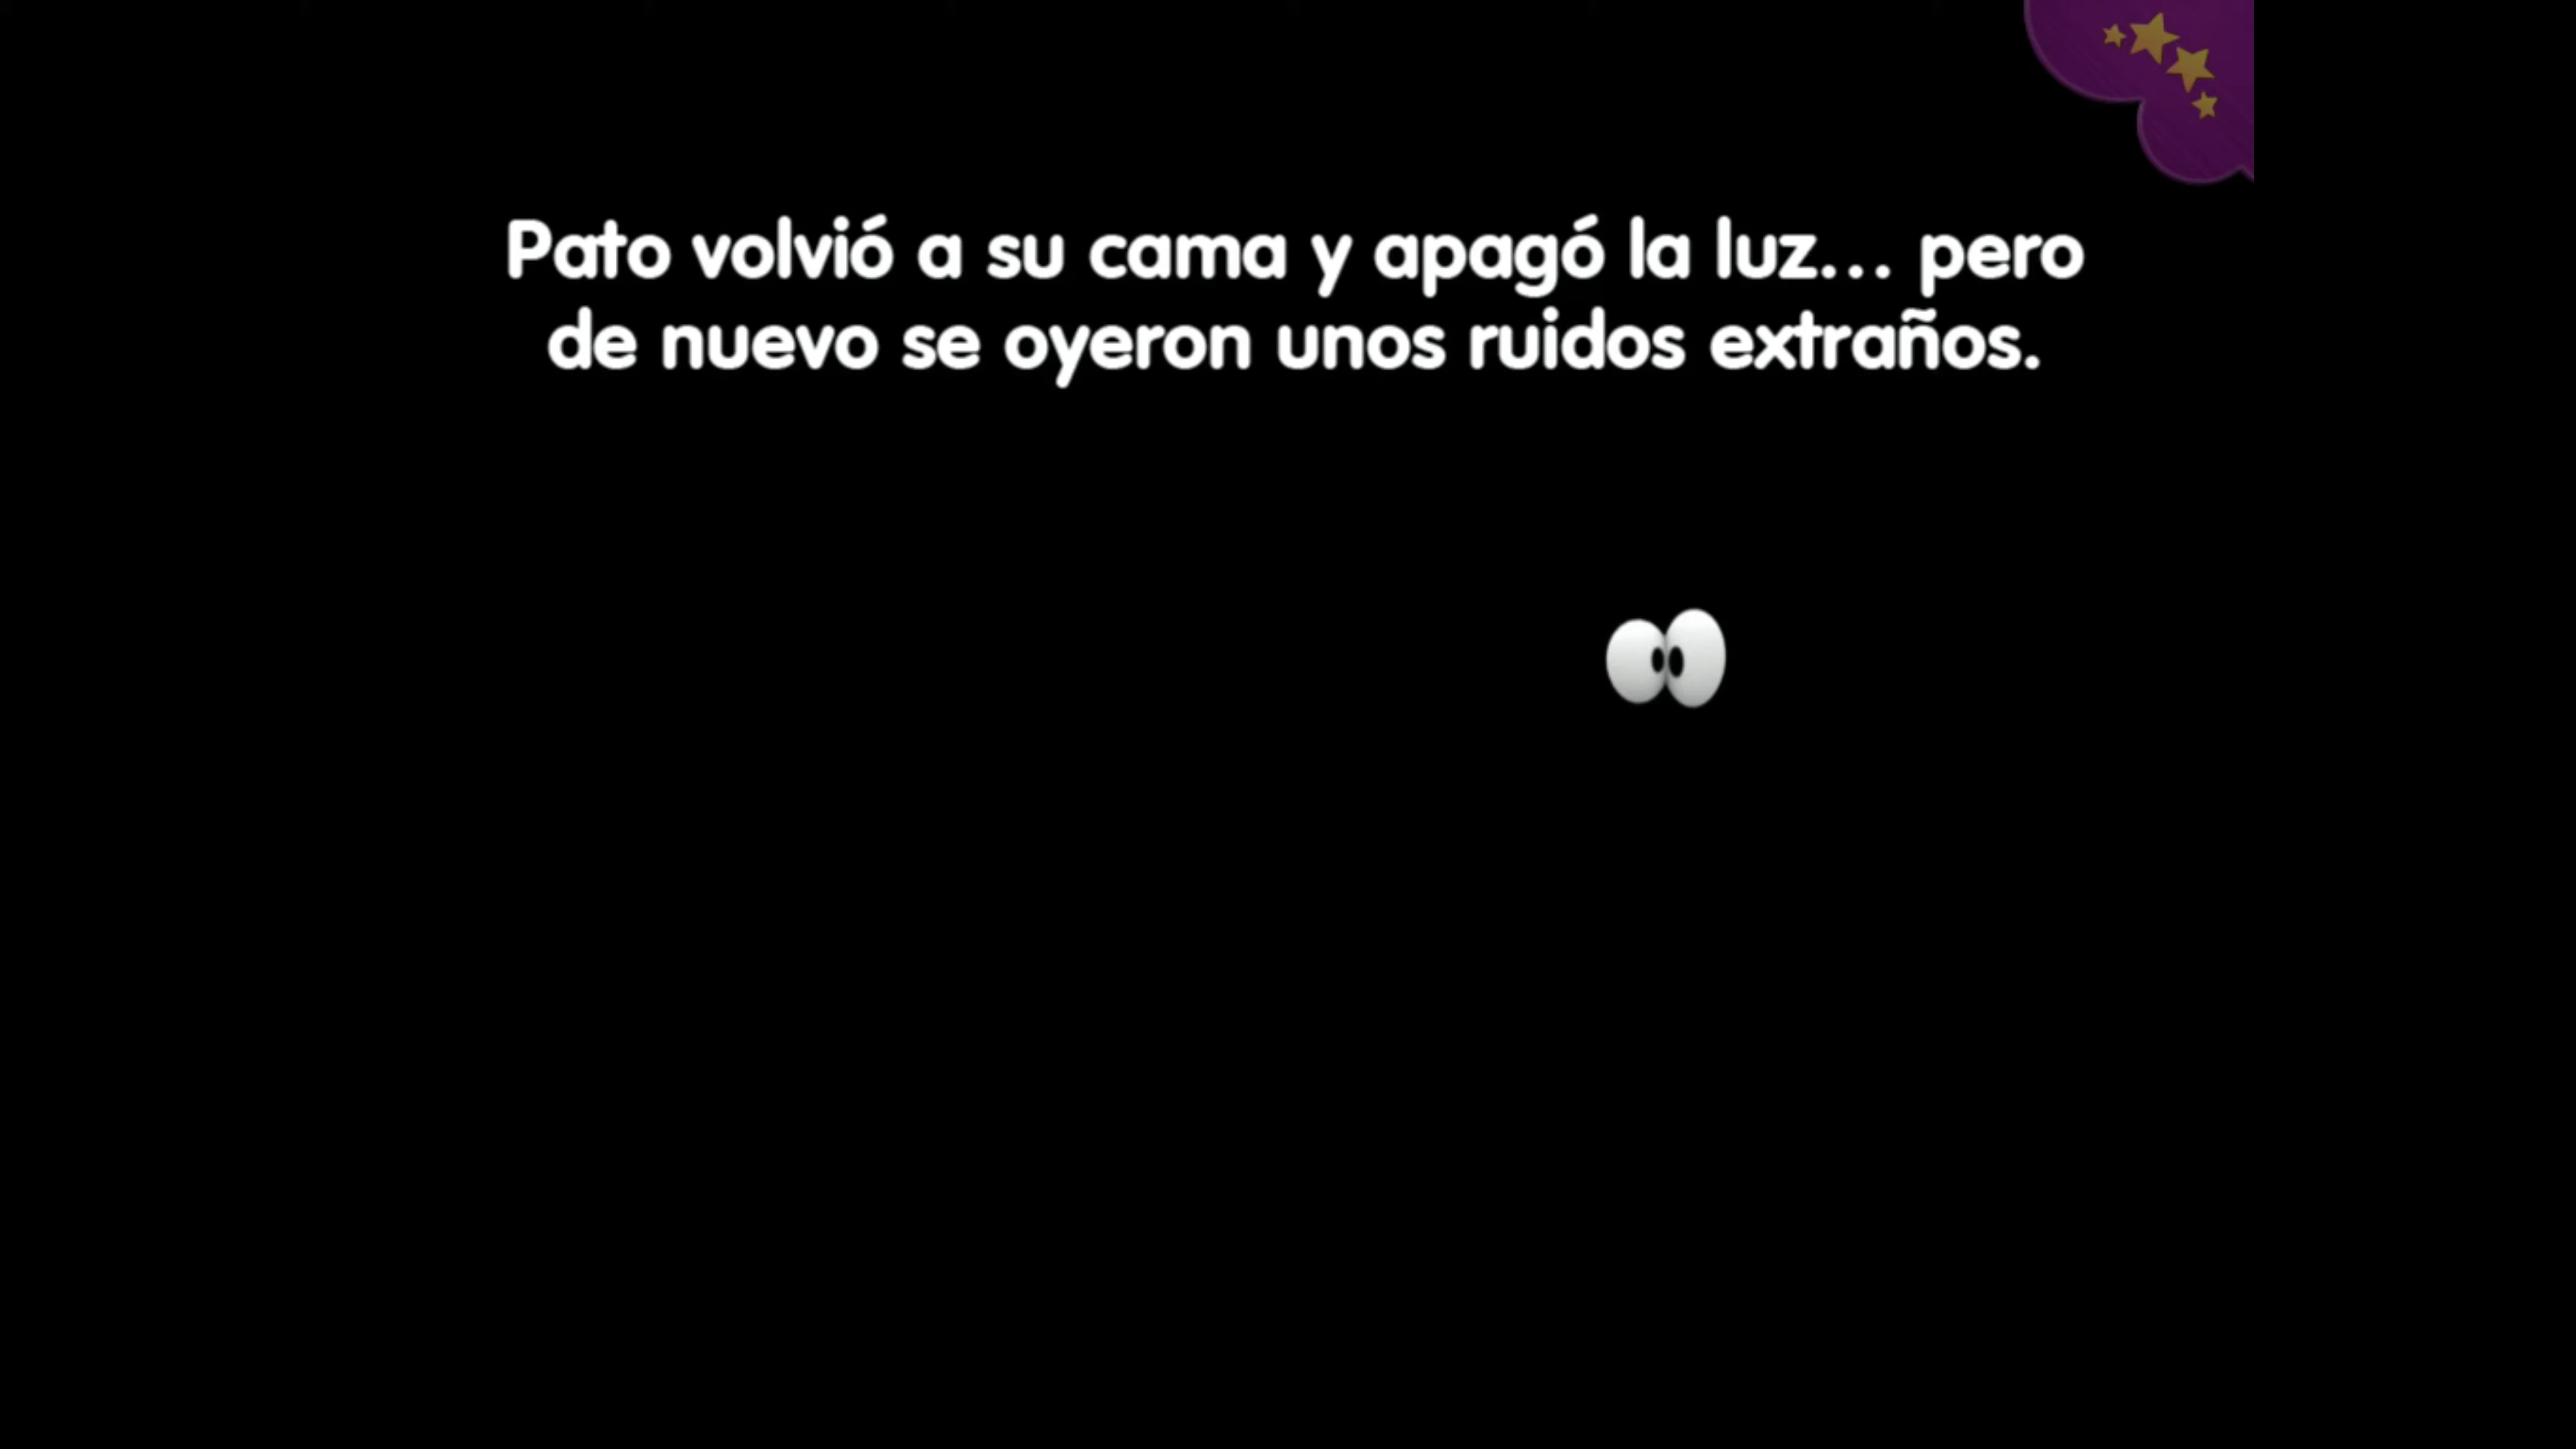 Pato volvió a su cama y apagó la luz... pero
de nuevo se oyeron unos ruidos extraños.